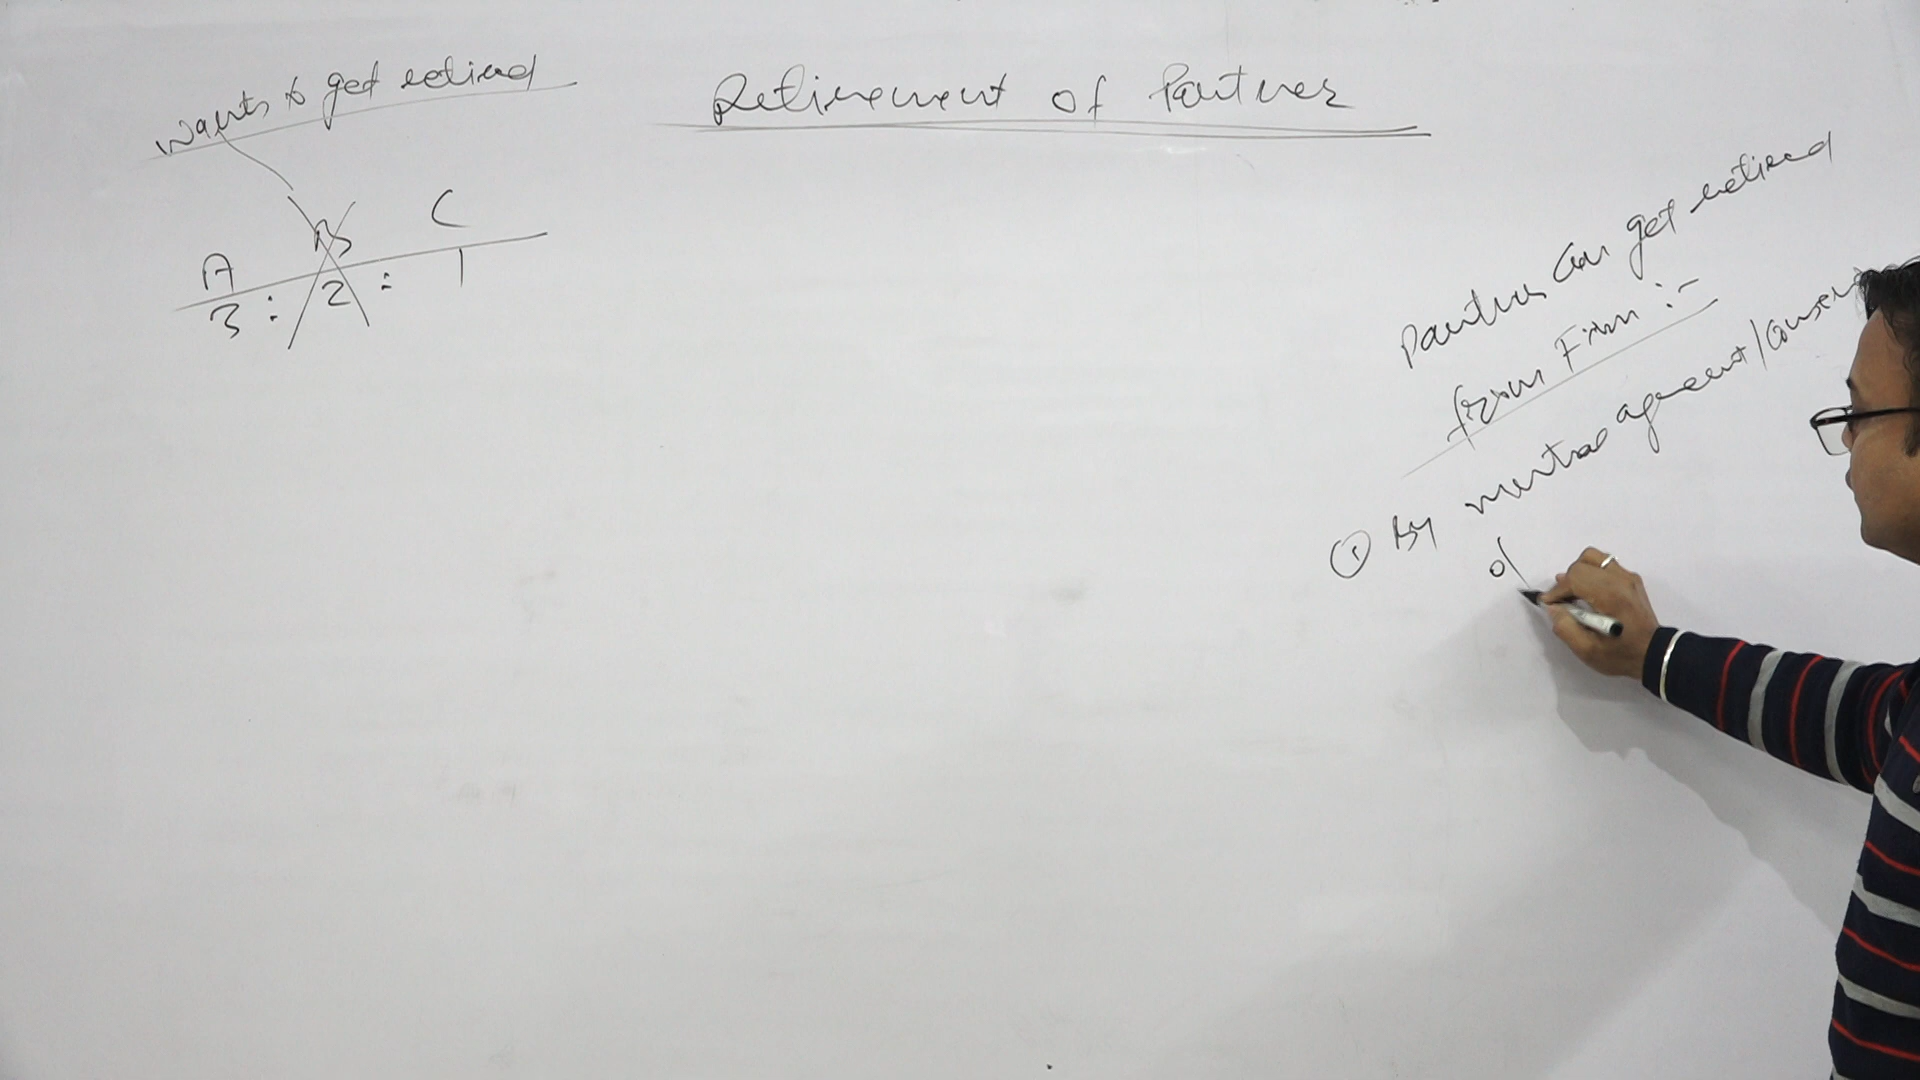 Retirement of Partner
wants to get retired
A B C
3 : 2 : 1
Partner can get retired
from Firm :-
① By mutual agreement/consent
of